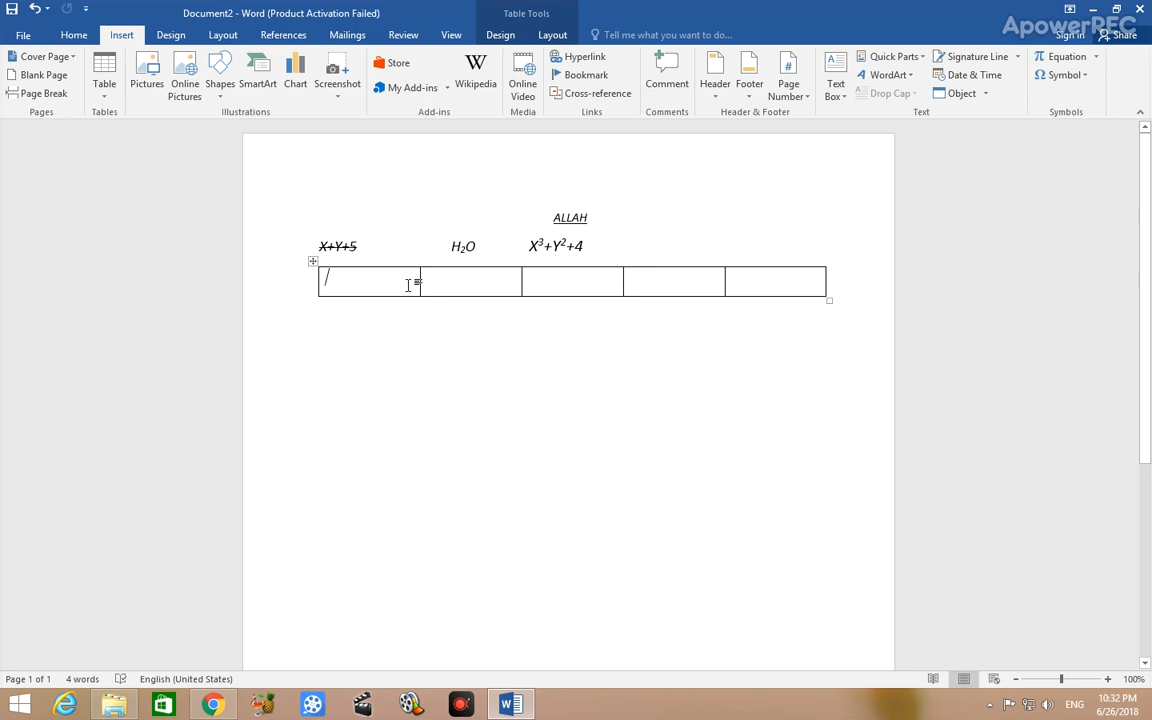 Document2 - Word (Product Activation Failed)
Table Tools
ApowerREC
File Home Insert Design Layout References Mailings Review View Design Layout Tell me what you want to do... Sign in Share
Cover Page
Blank Page
Page Break
Pages
Table
Tables
Pictures
Online Pictures
Shapes
SmartArt
Chart
Screenshot
Illustrations
Store
My Add-ins
Wikipedia
Add-ins
Online Video
Media
Hyperlink
Bookmark
Cross-reference
Links
Comment
Comments
Header
Footer
Page Number
Header & Footer
Text Box
Quick Parts
WordArt
Drop Cap
Signature Line
Date & Time
Object
Text
Equation
Symbol
Symbols
ALLAH
X+Y+5 H₂O X³+Y²+4
Page 1 of 1 4 words English (United States) 100%
ENG
10:32 PM
6/26/2018